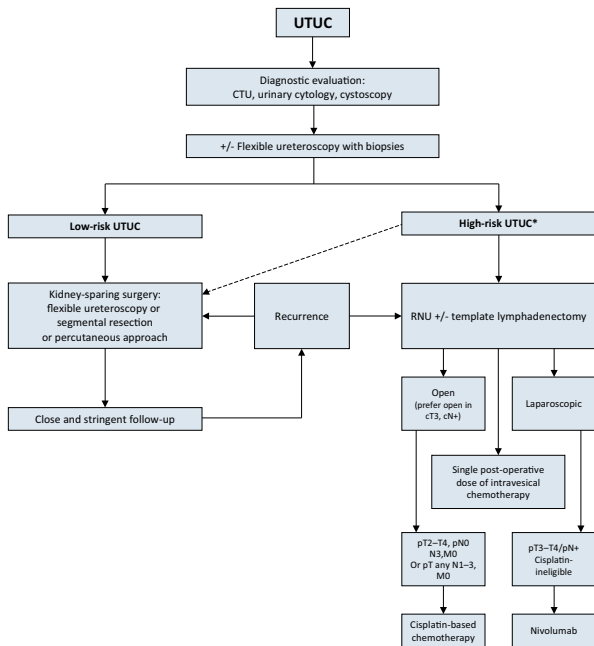 UTUC
Diagnostic evaluation:
CTU, urinary cytology, cystoscopy
+/- Flexible ureteroscopy with biopsies
Low-risk UTUC
High-risk UTUC*
Kidney-sparing surgery:
flexible ureteroscopy or
segmental resection
or percutaneous approach
Recurrence
RNU +/- template lymphadenectomy
Open
(prefer open in
cT3, cN+)
Laparoscopic
Close and stringent follow-up
Single post-operative
dose of intravesical
chemotherapy
pT2–T4, pN0
N3,M0
Or pT any N1–3,
M0
pT3–T4/pN+
Cisplatin-
ineligible
Cisplatin-based
chemotherapy
Nivolumab